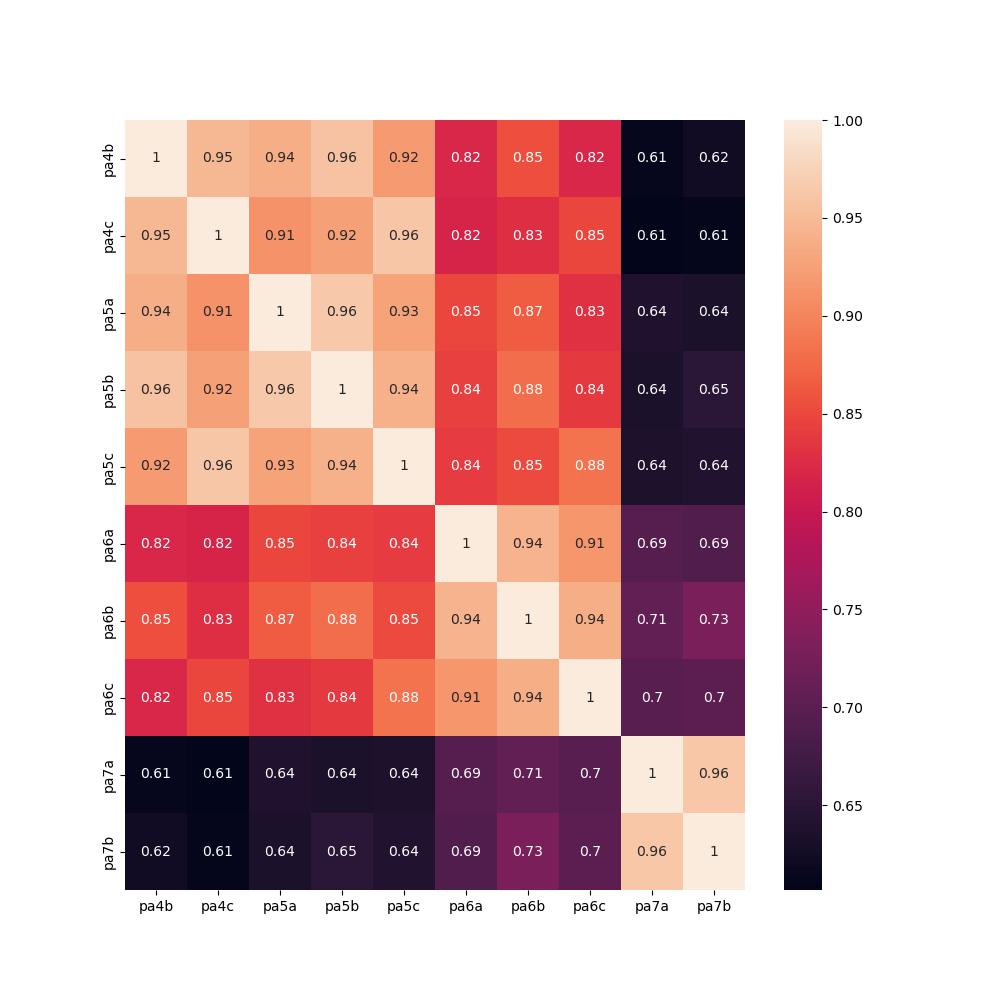 pa4b 1 0.95 0.94 0.96 0.92 0.82 0.85 0.82 0.61 0.62
pa4c 0.95 1 0.91 0.92 0.96 0.82 0.83 0.85 0.61 0.61
pa5a 0.94 0.91 1 0.96 0.93 0.85 0.87 0.83 0.64 0.64
pa5b 0.96 0.92 0.96 1 0.94 0.84 0.88 0.84 0.64 0.65
pa5c 0.92 0.96 0.93 0.94 1 0.84 0.85 0.88 0.64 0.64
pa6a 0.82 0.82 0.85 0.84 0.84 1 0.94 0.91 0.69 0.69
pa6b 0.85 0.83 0.87 0.88 0.85 0.94 1 0.94 0.71 0.73
pa6c 0.82 0.85 0.83 0.84 0.88 0.91 0.94 1 0.7 0.7
pa7a 0.61 0.61 0.64 0.64 0.64 0.69 0.71 0.7 1 0.96
pa7b 0.62 0.61 0.64 0.65 0.64 0.69 0.73 0.7 0.96 1
pa4b pa4c pa5a pa5b pa5c pa6a pa6b pa6c pa7a pa7b
1.00
0.95
0.90
0.85
0.80
0.75
0.70
0.65